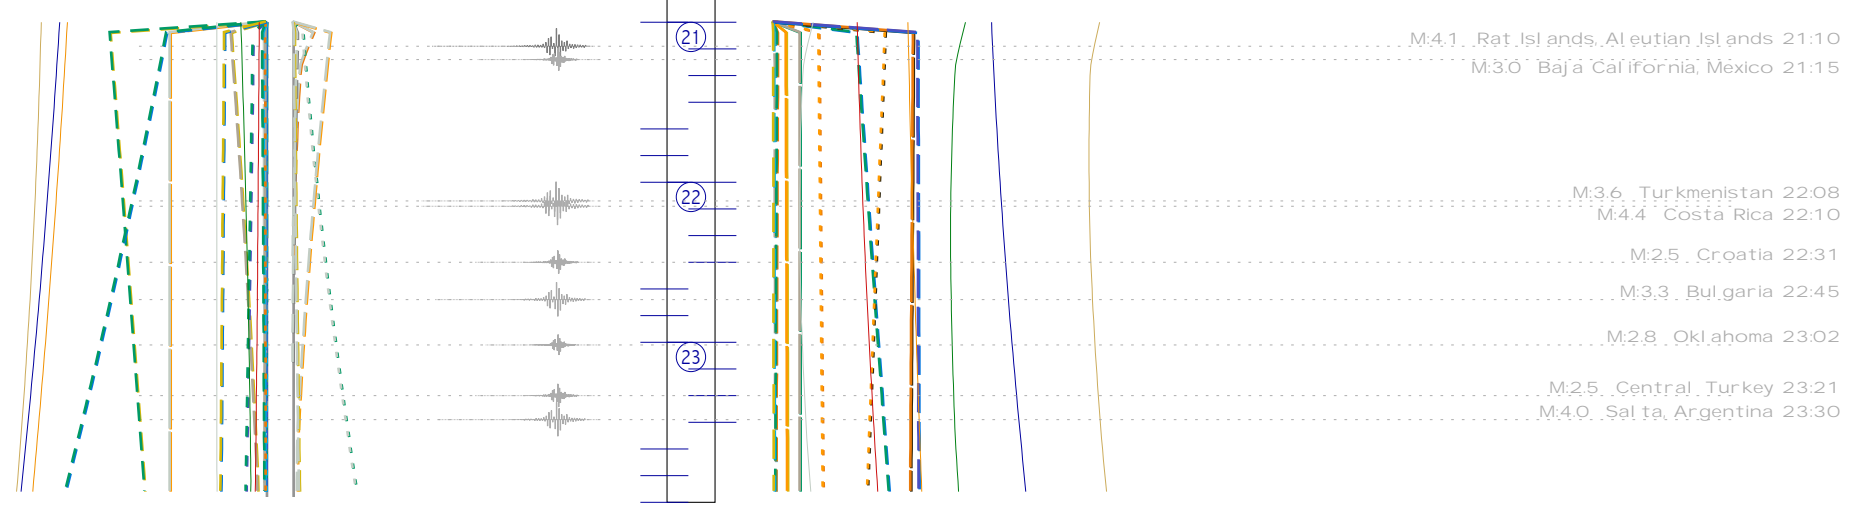 21
M:4.1 Rat Islands, Aleutian Islands 21:10
M:3.0 Baja California, Mexico 21:15
22
M:3.6 Turkmenistan 22:08
M:4.4 Costa Rica 22:10
M:2.5 Croatia 22:31
M:3.3 Bulgaria 22:45
M:2.8 Oklahoma 23:02
23
M:2.5 Central Turkey 23:21
M:4.0 Salta, Argentina 23:30